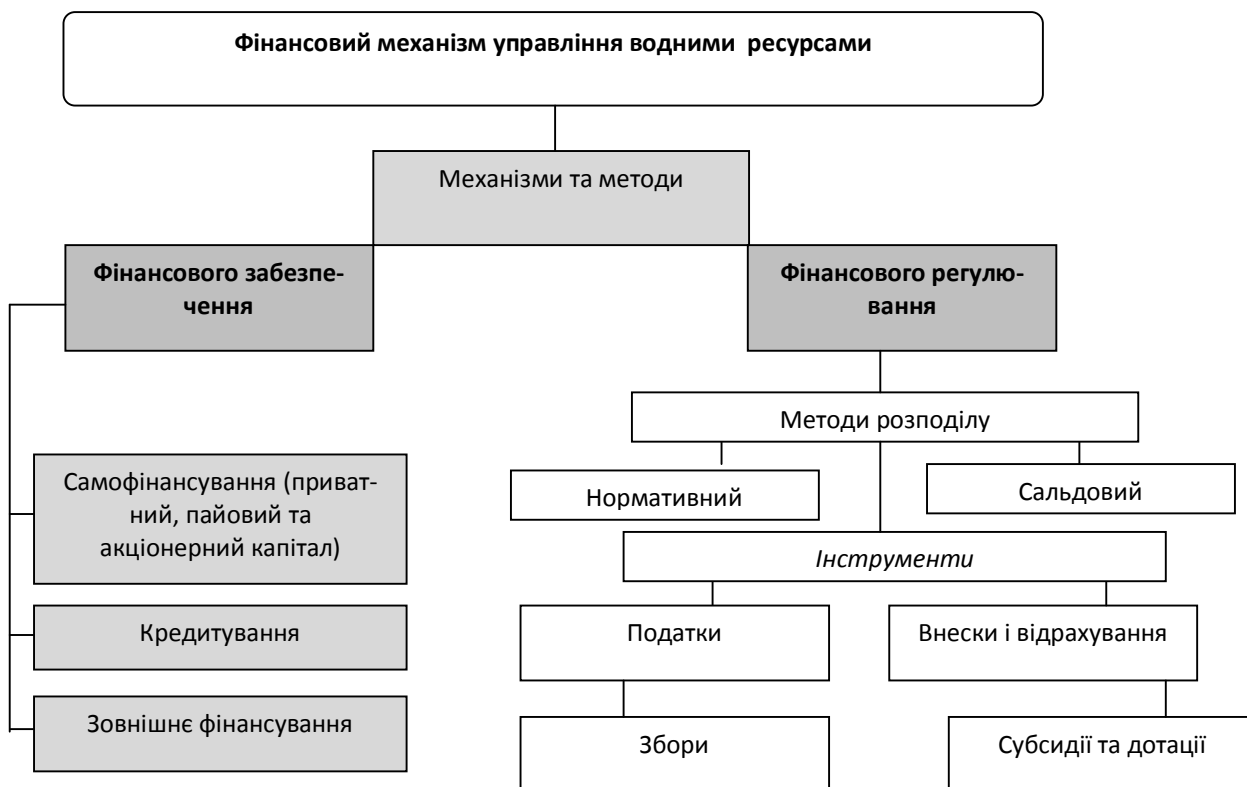 Фінансовий механізм управління водними ресурсами
Механізми та методи
Фінансового забезпе-
чення
Фінансового регулю-
вання
Методи розподілу
Нормативний
Сальдовий
Інструменти
Самофінансування (приват-
ний, пайовий та
акціонерний капітал)
Кредитування
Зовнішнє фінансування
Податки
Внески і відрахування
Збори
Субсидії та дотації